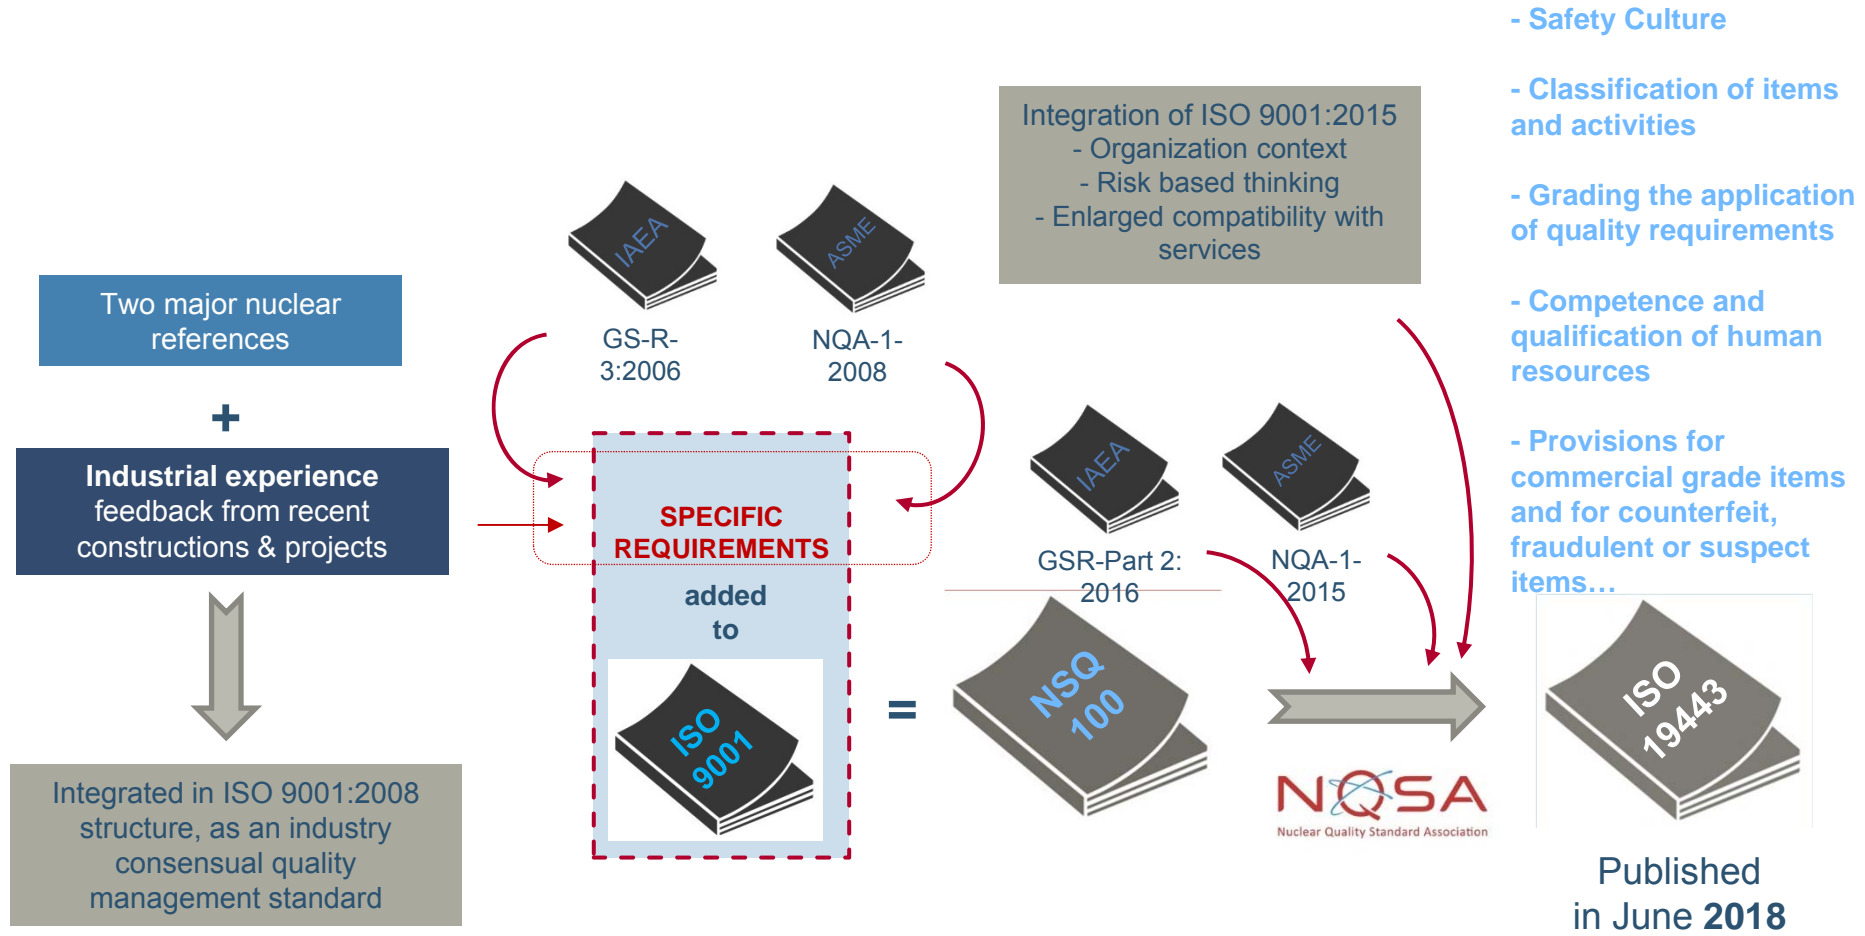 Two major nuclear
references
+
Industrial experience
feedback from recent
constructions & projects
Integrated in ISO 9001:2008
structure, as an industry
consensual quality
management standard
IAEA
GS-R-
3:2006
ASME
NQA-1-
2008
SPECIFIC
REQUIREMENTS
added
to
ISO
9001
=
NSQ
100
Integration of ISO 9001:2015
- Organization context
- Risk based thinking
- Enlarged compatibility with
services
IAEA
GSR-Part 2:
2016
ASME
NQA-1-
2015
NQSA
Nuclear Quality Standard Association
- Safety Culture
- Classification of items
and activities
- Grading the application
of quality requirements
- Competence and
qualification of human
resources
- Provisions for
commercial grade items
and for counterfeit,
fraudulent or suspect
items…
ISO
19443
Published
in June 2018